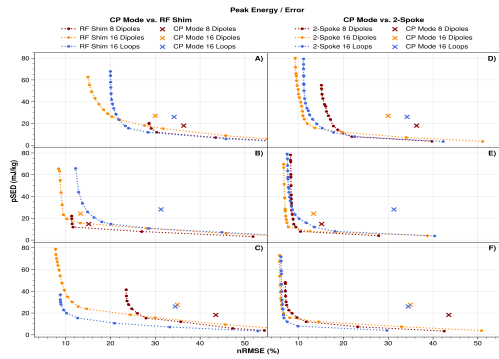 Peak Energy / Error
CP Mode vs. RF Shim
CP Mode vs. 2-Spoke
RF Shim 8 Dipoles
CP Mode 8 Dipoles
RF Shim 16 Dipoles
CP Mode 16 Dipoles
RF Shim 16 Loops
CP Mode 16 Loops
2-Spoke 8 Dipoles
CP Mode 8 Dipoles
2-Spoke 16 Dipoles
CP Mode 16 Dipoles
2-Spoke 16 Loops
CP Mode 16 Loops
80
60
40
20
0
A)
D)
80
60
40
20
0
B)
E)
80
60
40
20
0
C)
F)
pSED (mJ/kg)
10 20 30 40 50
10 20 30 40 50
nRMSE (%)